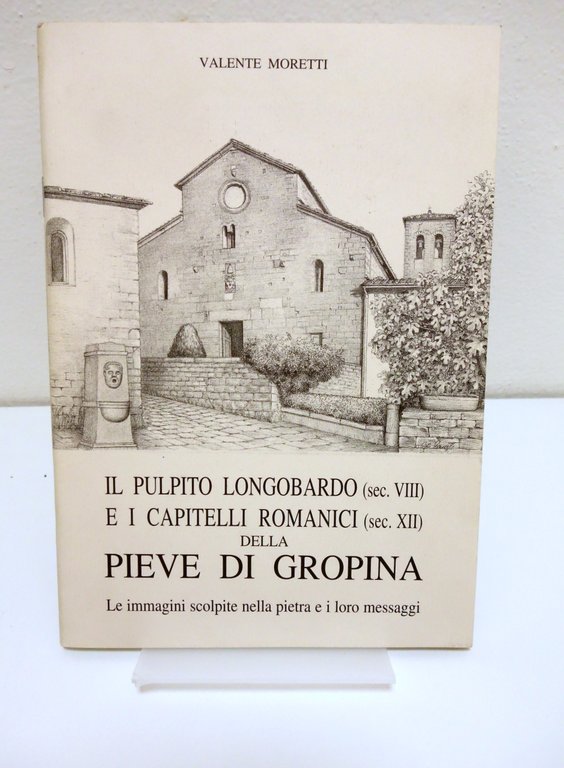 VALENTE MORETTI
IL PULPITO LONGOBARDO (sec. VIII)
E I CAPITELLI ROMANICI (sec. XII)
DELLA
PIEVE DI GROPINA
Le immagini scolpite nella pietra e i loro messaggi